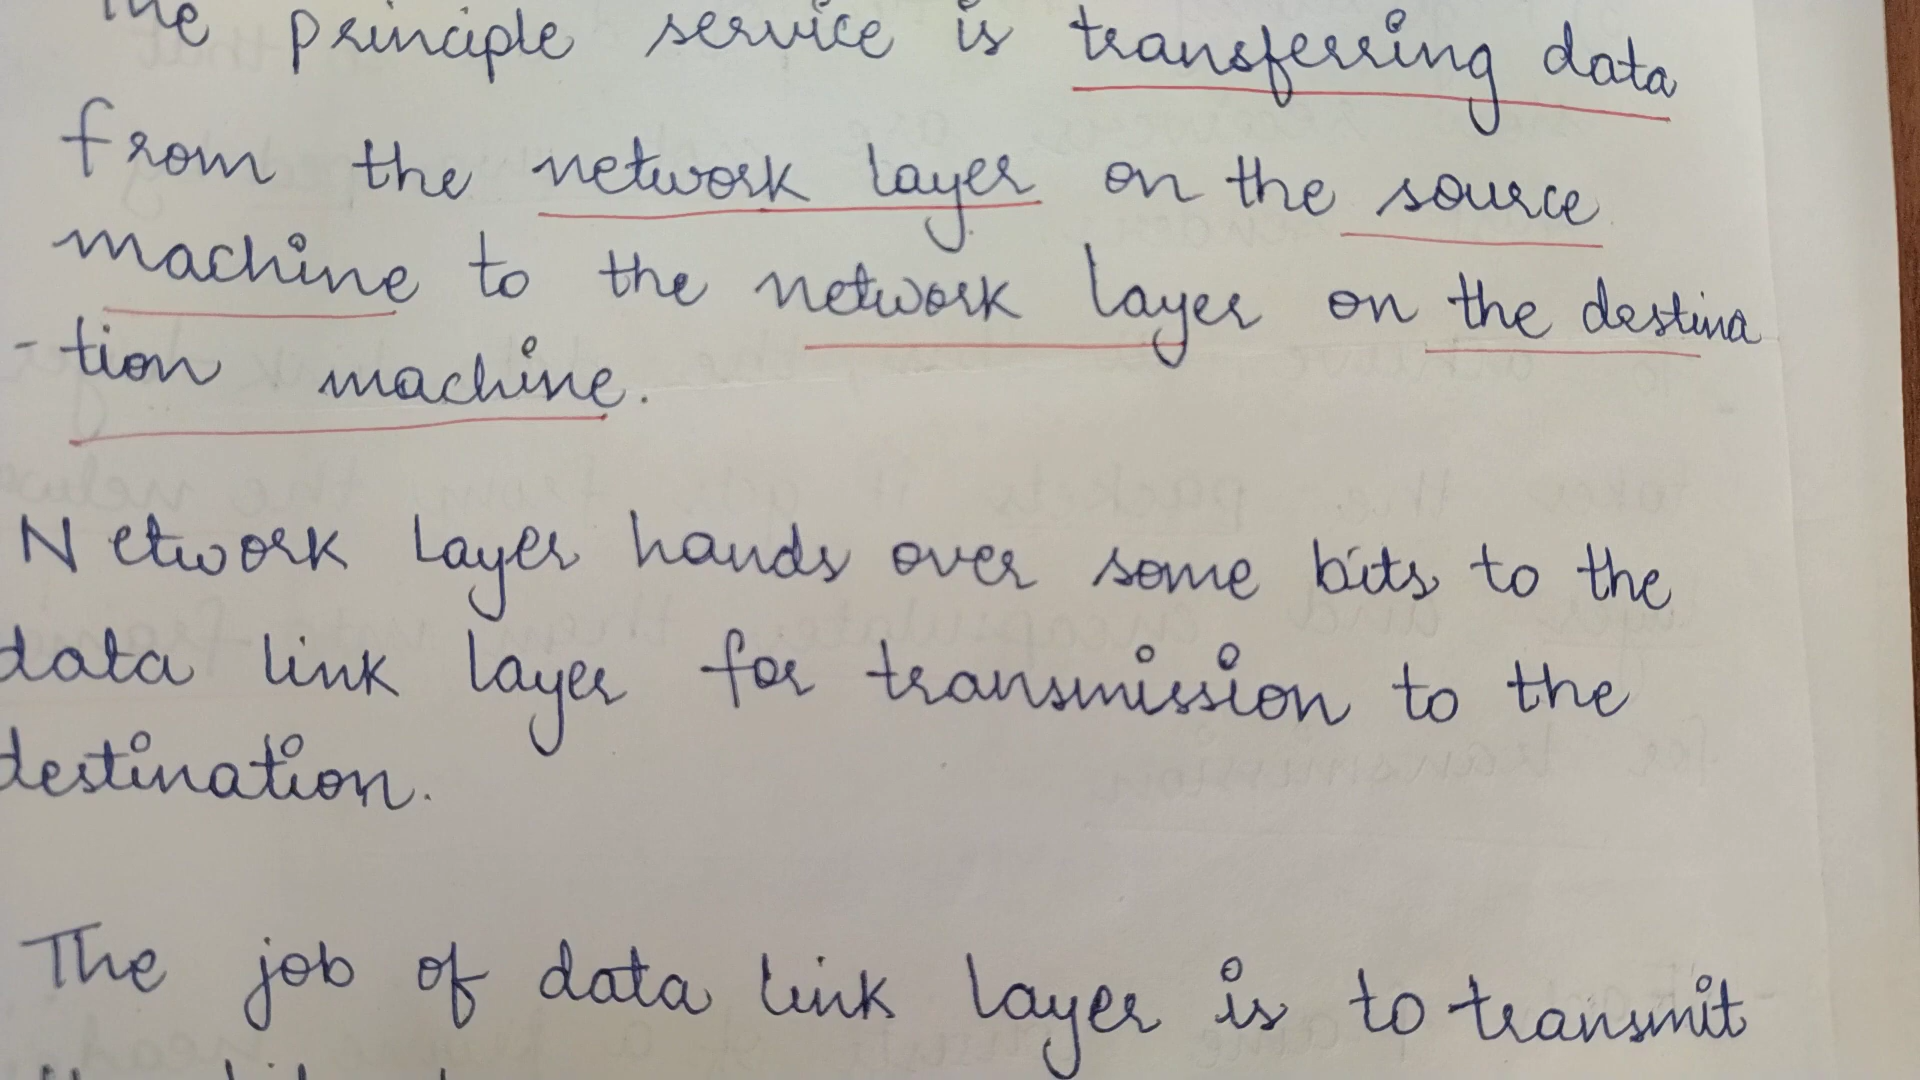 The principle service is transferring data
from the network layer on the source
machine to the network layer on the destina
-tion machine.
Network layer hands over some bits to the
data link layer for transmission to the
destination.
The job of data link layer is to transmit